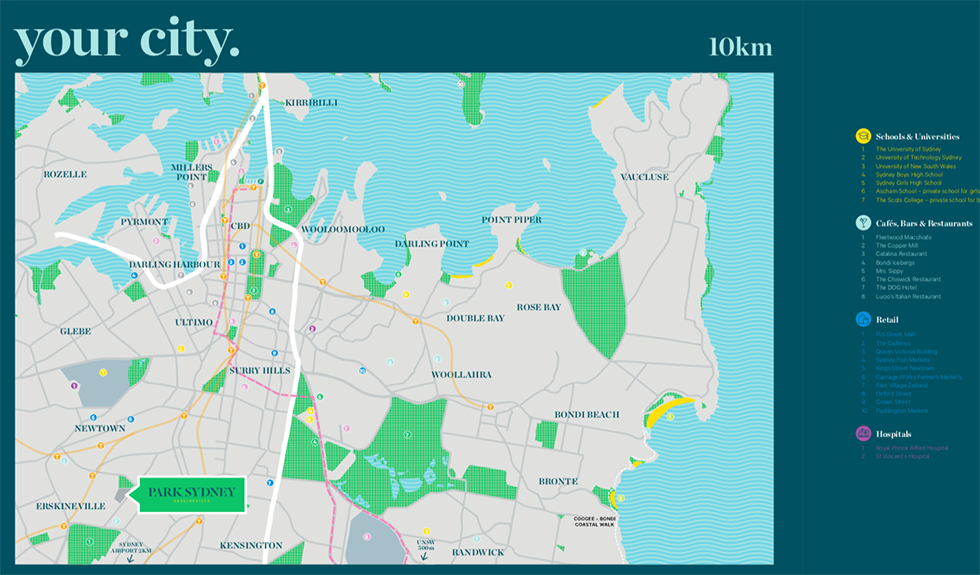 your city.
10km
KIRRIBILLI
ROZELLE
MILLERS
POINT
VAUCLUSE
PYRMONT
CBD
WOOLOOMOOLOO
POINT PIPER
DARLING POINT
DARLING HARBOUR
ROSE BAY
DOUBLE BAY
ULTIMO
GLEBE
SURRY HILLS
WOOLLAHRA
BONDI BEACH
NEWTOWN
BRONTE
PARK SYDNEY
ERSKINEVILLE
ERSKINEVILLE
COOGEE – BONDI
COASTAL WALK
SYDNEY
AIRPORT 2KM
KENSINGTON
UNSW
500m
RANDWICK
Schools & Universities
1 The University of Sydney
2 University of Technology Sydney
3 University of New South Wales
4 Sydney Boys High School
5 Sydney Girls High School
6 Ascham School – private school for girls
7 The Scots College – private school for b
Cafés, Bars & Restaurants
1 Fleetwood Macchiato
2 The Copper Mill
3 Catalina Restaurant
4 Bondi Icebergs
5 Mrs. Sippy
6 The Chiswick Restaurant
7 The DOG Hotel
8 Lucio's Italian Restaurant
Retail
1 Pitt Street Mall
2 The Galleries
3 Queen Victoria Building
4 Sydney Fish Markets
5 Kings Street Newtown
6 Carriage Works Farmers Markets
7 East Village Zetland
8 Oxford Street
9 Crown Street
10 Paddington Markets
Hospitals
1 Royal Prince Alfred Hospital
2 St Vincent's Hospital